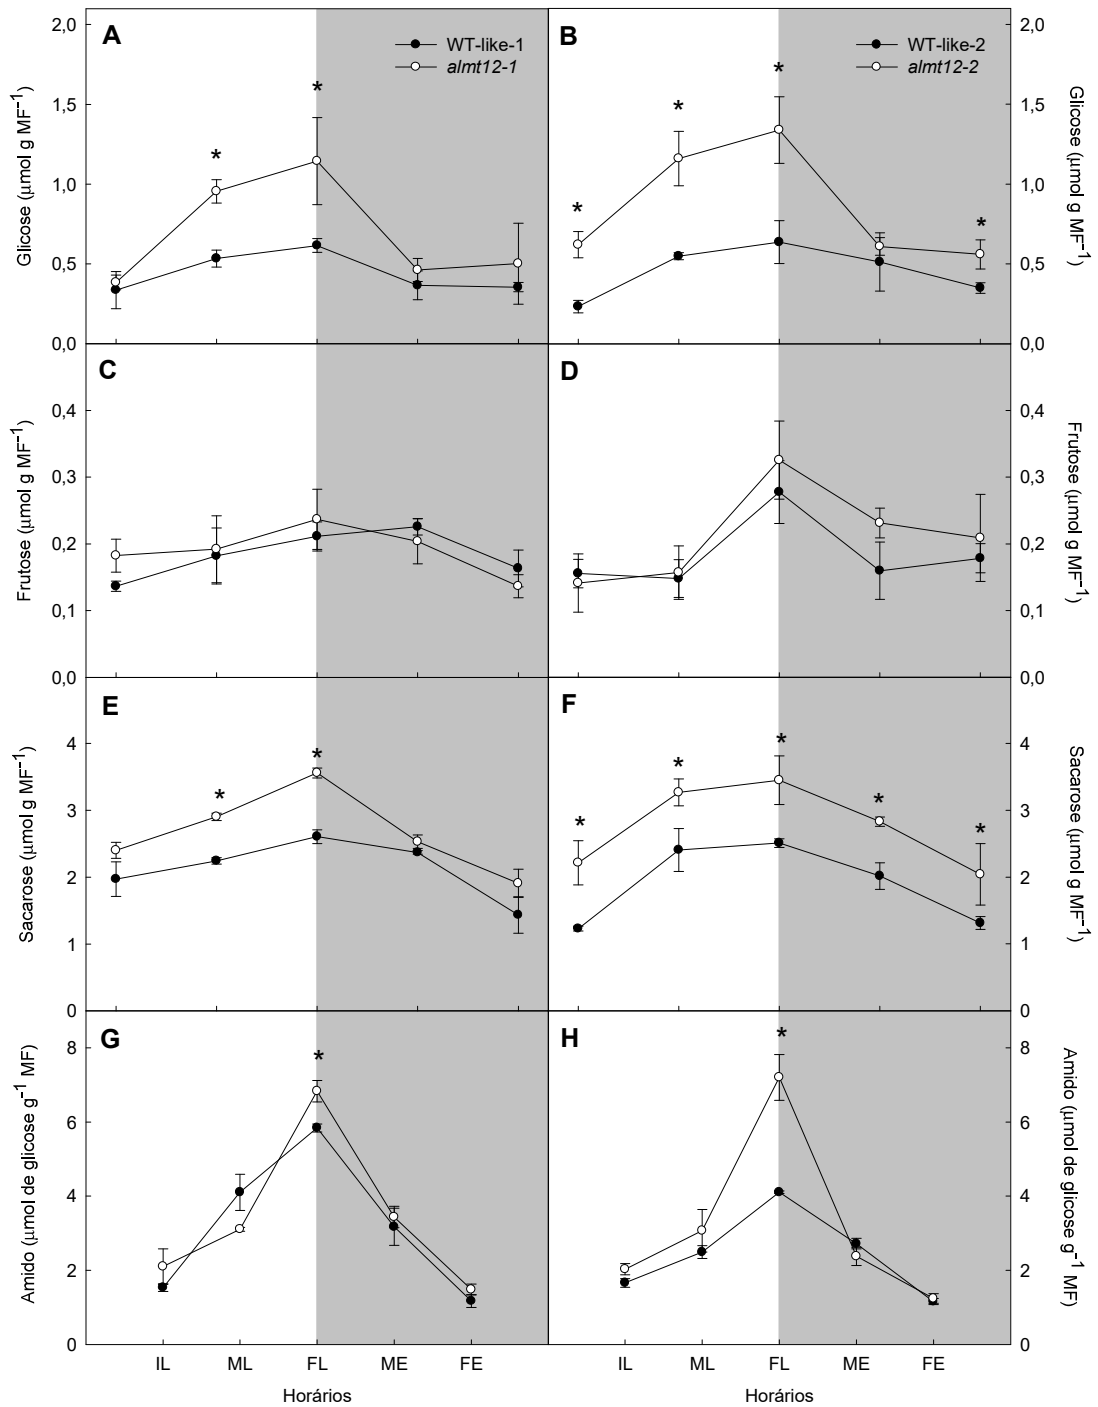 A
WT-like-1
almt12-1
*
*
2,0
1,5
1,0
0,5
0,0
Glicose (µmol g MF⁻¹)
B
WT-like-2
almt12-2
*
*
*
*
2,0
1,5
1,0
0,5
0,0
Glicose (µmol g MF⁻¹)
C
0,4
0,3
0,2
0,1
0,0
Frutose (µmol g MF⁻¹)
D
0,4
0,3
0,2
0,1
0,0
Frutose (µmol g MF⁻¹)
E
*
*
4
3
2
1
0
Sacarose (µmol g MF⁻¹)
F
*
*
*
*
*
4
3
2
1
0
Sacarose (µmol g MF⁻¹)
G
*
8
6
4
2
0
Amido (µmol de glicose g⁻¹ MF)
H
*
8
6
4
2
0
Amido (µmol de glicose g⁻¹ MF)
IL ML FL ME FE
Horários
IL ML FL ME FE
Horários